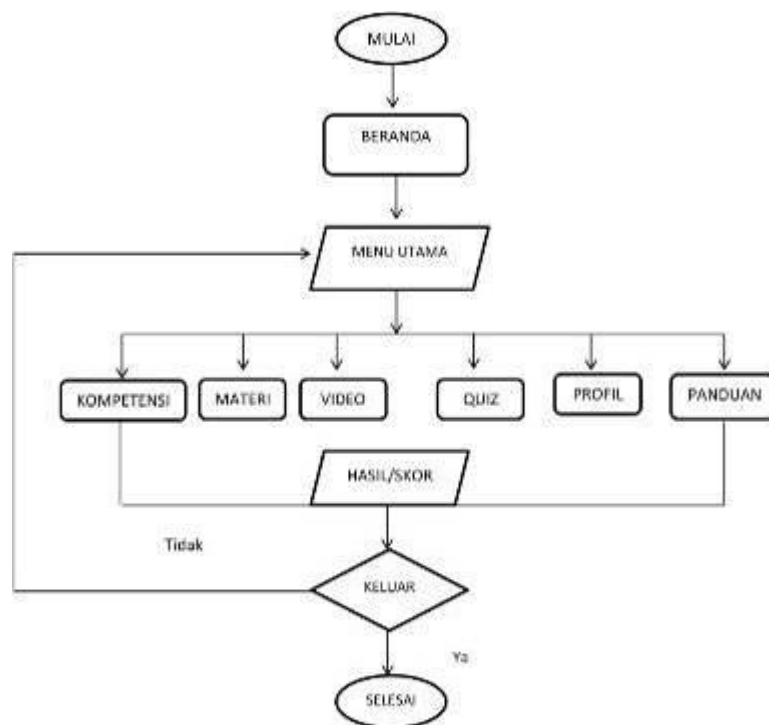 MULAI
BERANDA
MENU UTAMA
KOMPETENSI
MATERI
VIDEO
QUIZ
PROFIL
PANDUAN
HASIL/SKOR
Tidak
KELUAR
Ya
SELESAI